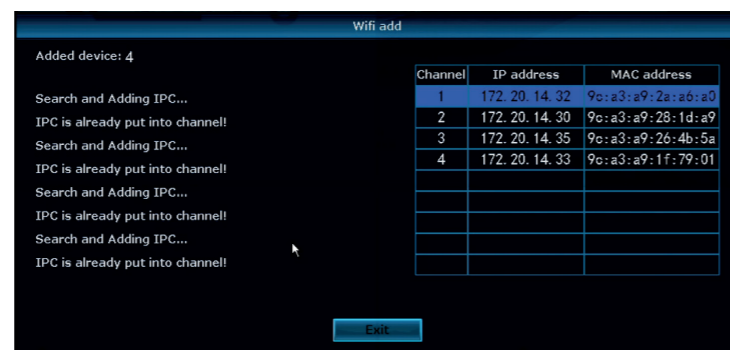 Wifi add
Added device: 4
Search and Adding IPC...
IPC is already put into channel!
Search and Adding IPC...
IPC is already put into channel!
Search and Adding IPC...
IPC is already put into channel!
Search and Adding IPC...
IPC is already put into channel!
Channel IP address MAC address
1 172. 20. 14. 32 9c:a3:a9:2a:a6:a0
2 172. 20. 14. 30 9c:a3:a9:28:1d:a9
3 172. 20. 14. 35 9c:a3:a9:26:4b:5a
4 172. 20. 14. 33 9c:a3:a9:1f:79:01
Exit